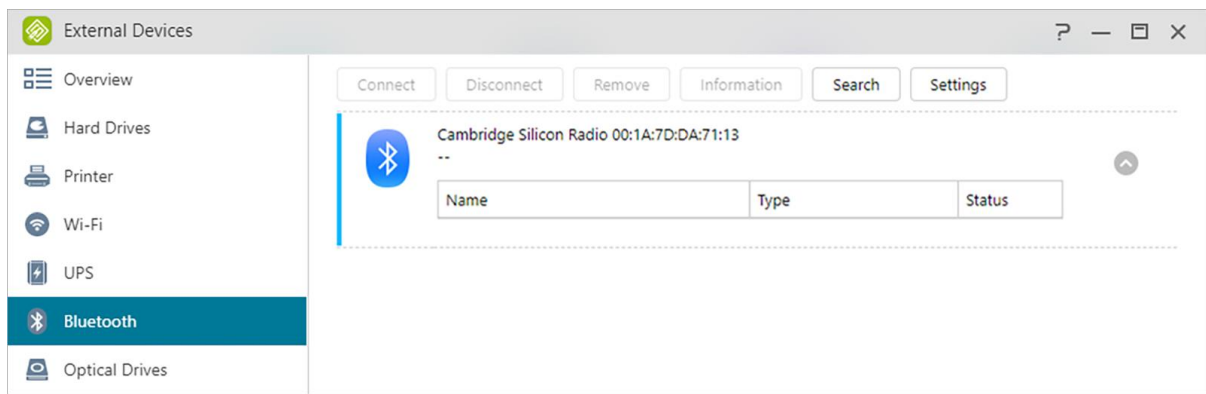 External Devices
Overview
Hard Drives
Printer
Wi-Fi
UPS
Bluetooth
Optical Drives
Connect Disconnect Remove Information Search Settings
Cambridge Silicon Radio 00:1A:7D:DA:71:13
--
Name Type Status